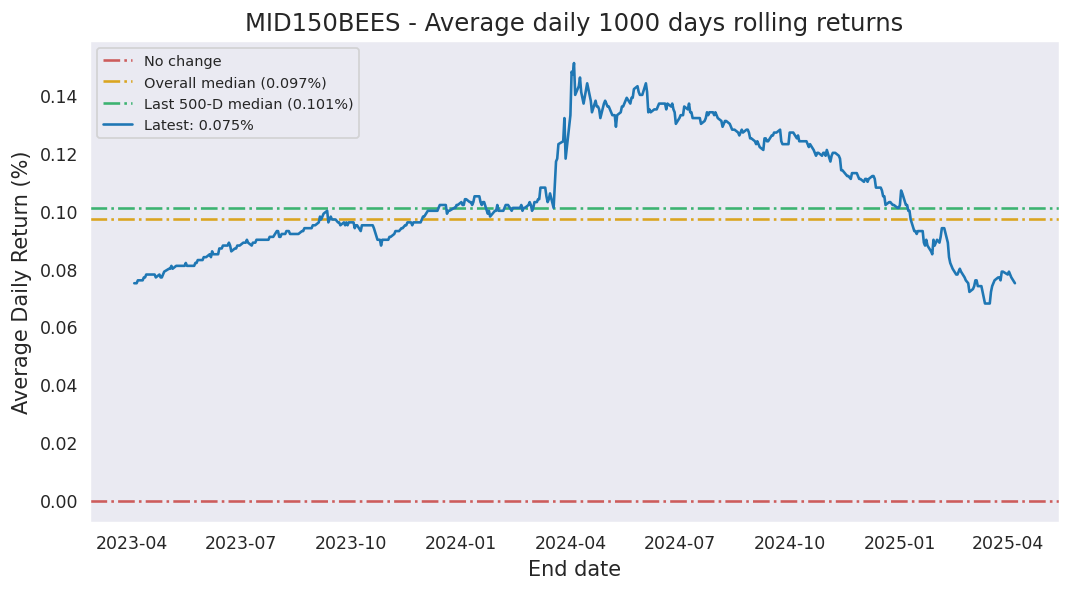 MID150BEES - Average daily 1000 days rolling returns
No change
Overall median (0.097%)
Last 500-D median (0.101%)
Latest: 0.075%
Average Daily Return (%)
0.14
0.12
0.10
0.08
0.06
0.04
0.02
0.00
2023-04 2023-07 2023-10 2024-01 2024-04 2024-07 2024-10 2025-01 2025-04
End date